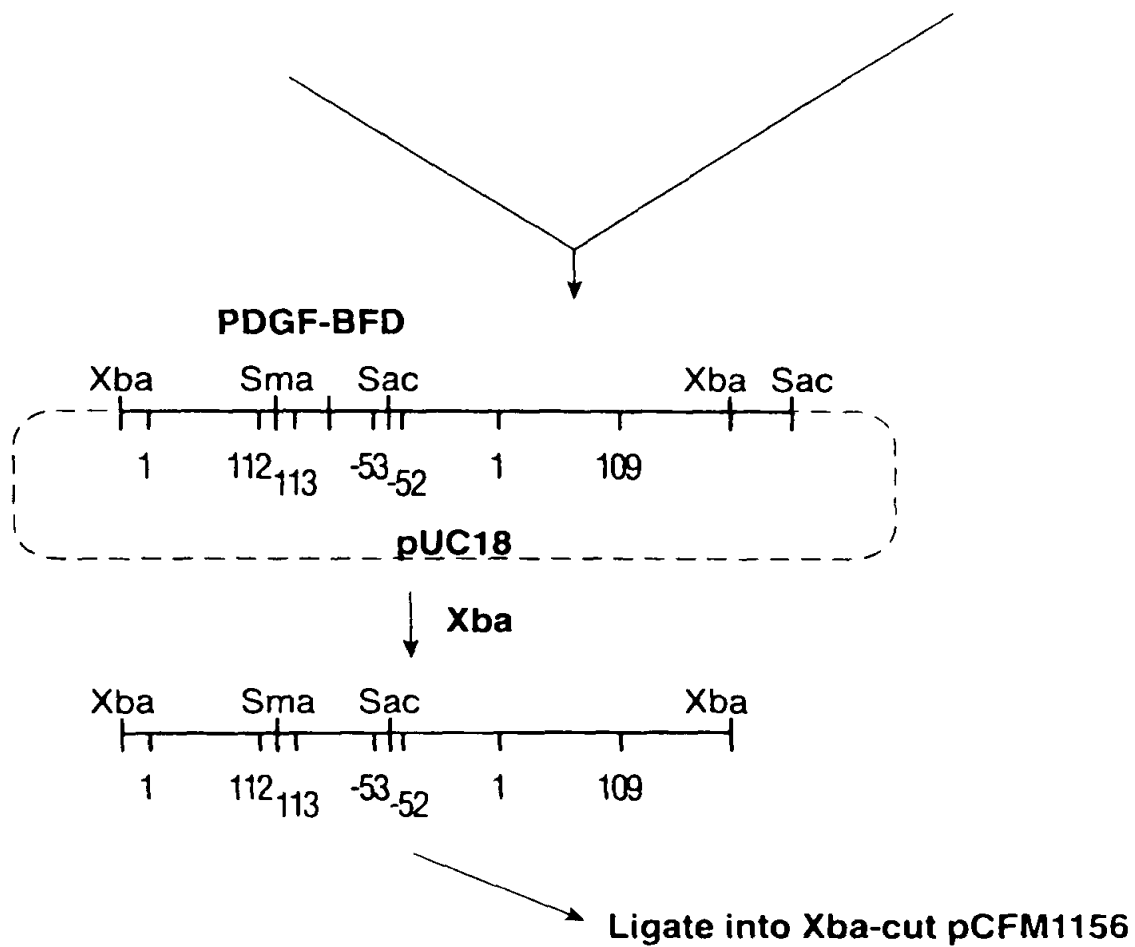 PDGF-BFD
Xba Sma Sac Xba Sac
1 112 113 -53 -52 1 109
pUC18
Xba
Xba Sma Sac Xba
1 112 113 -53 -52 1 109
Ligate into Xba-cut pCFM1156